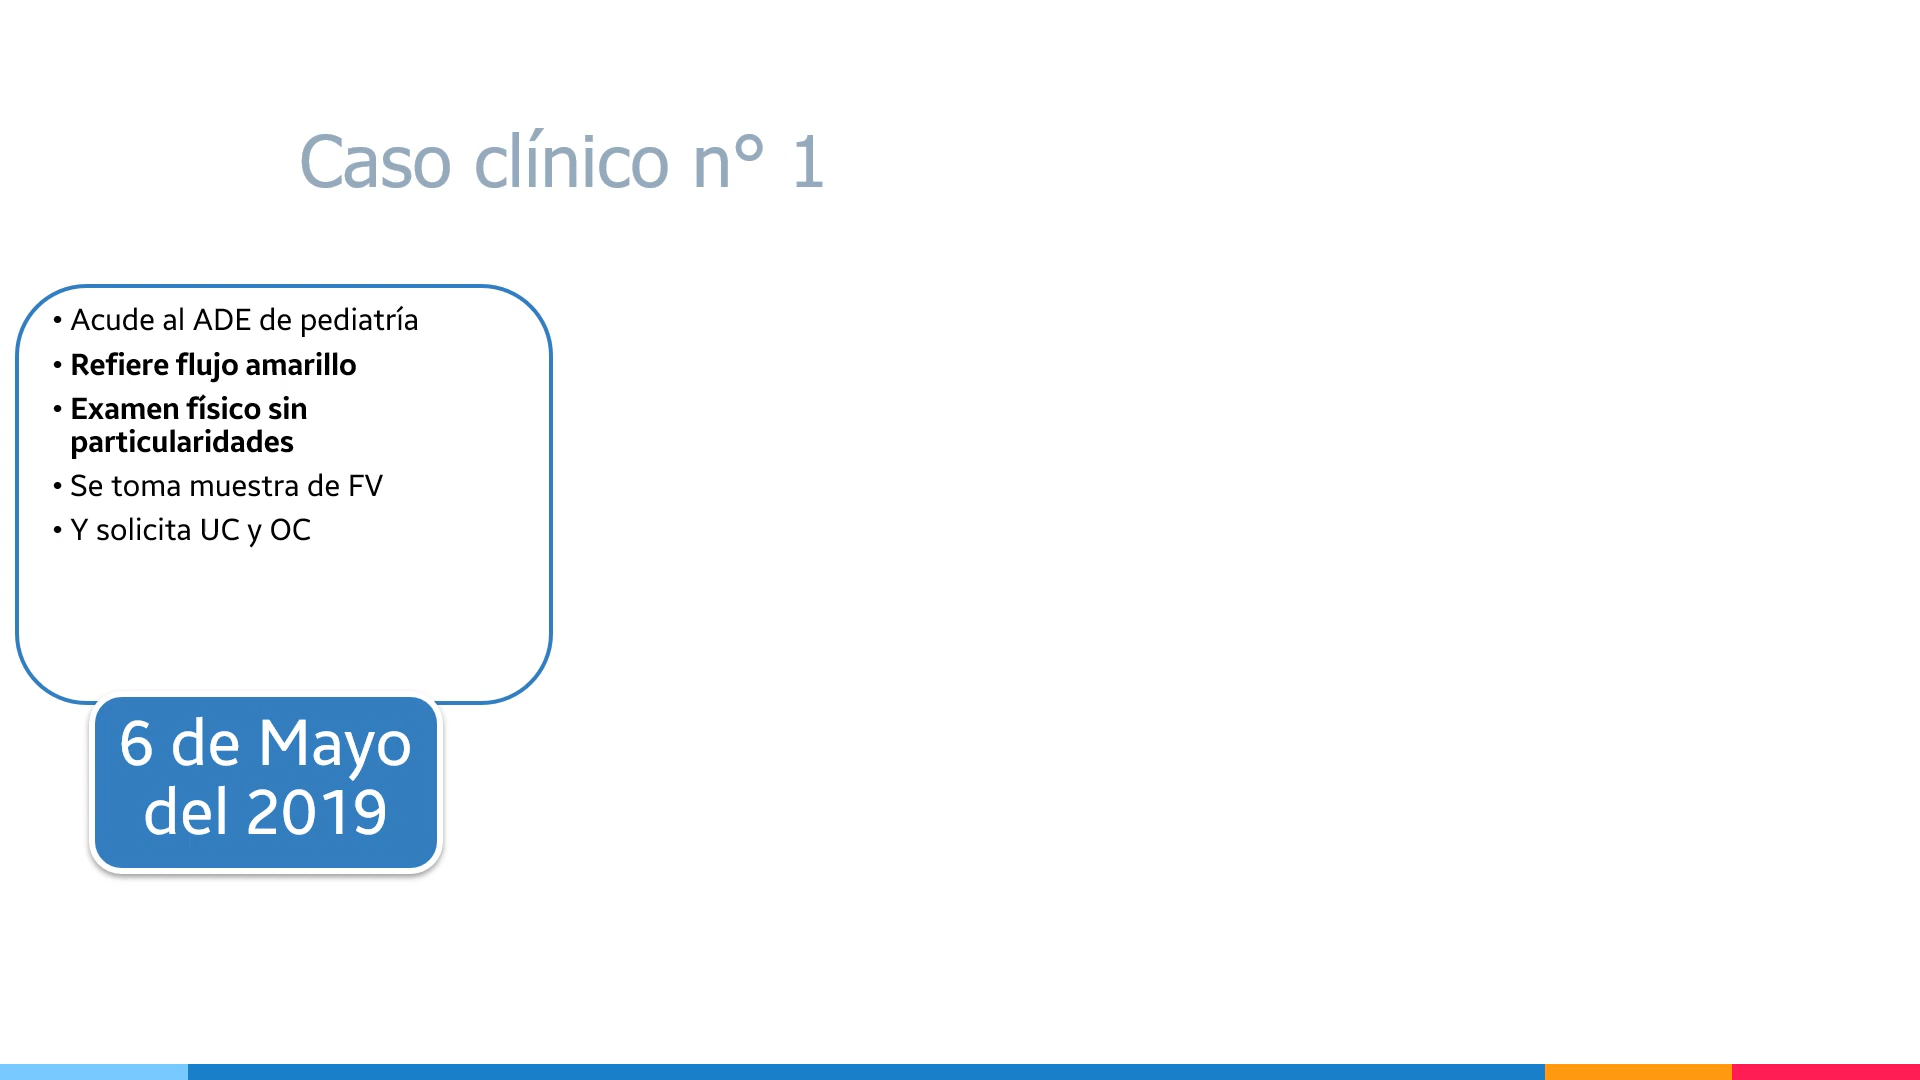 Caso clínico n° 1
• Acude al ADE de pediatría
• Refiere flujo amarillo
• Examen físico sin
particularidades
• Se toma muestra de FV
• Y solicita UC y OC
6 de Mayo
del 2019